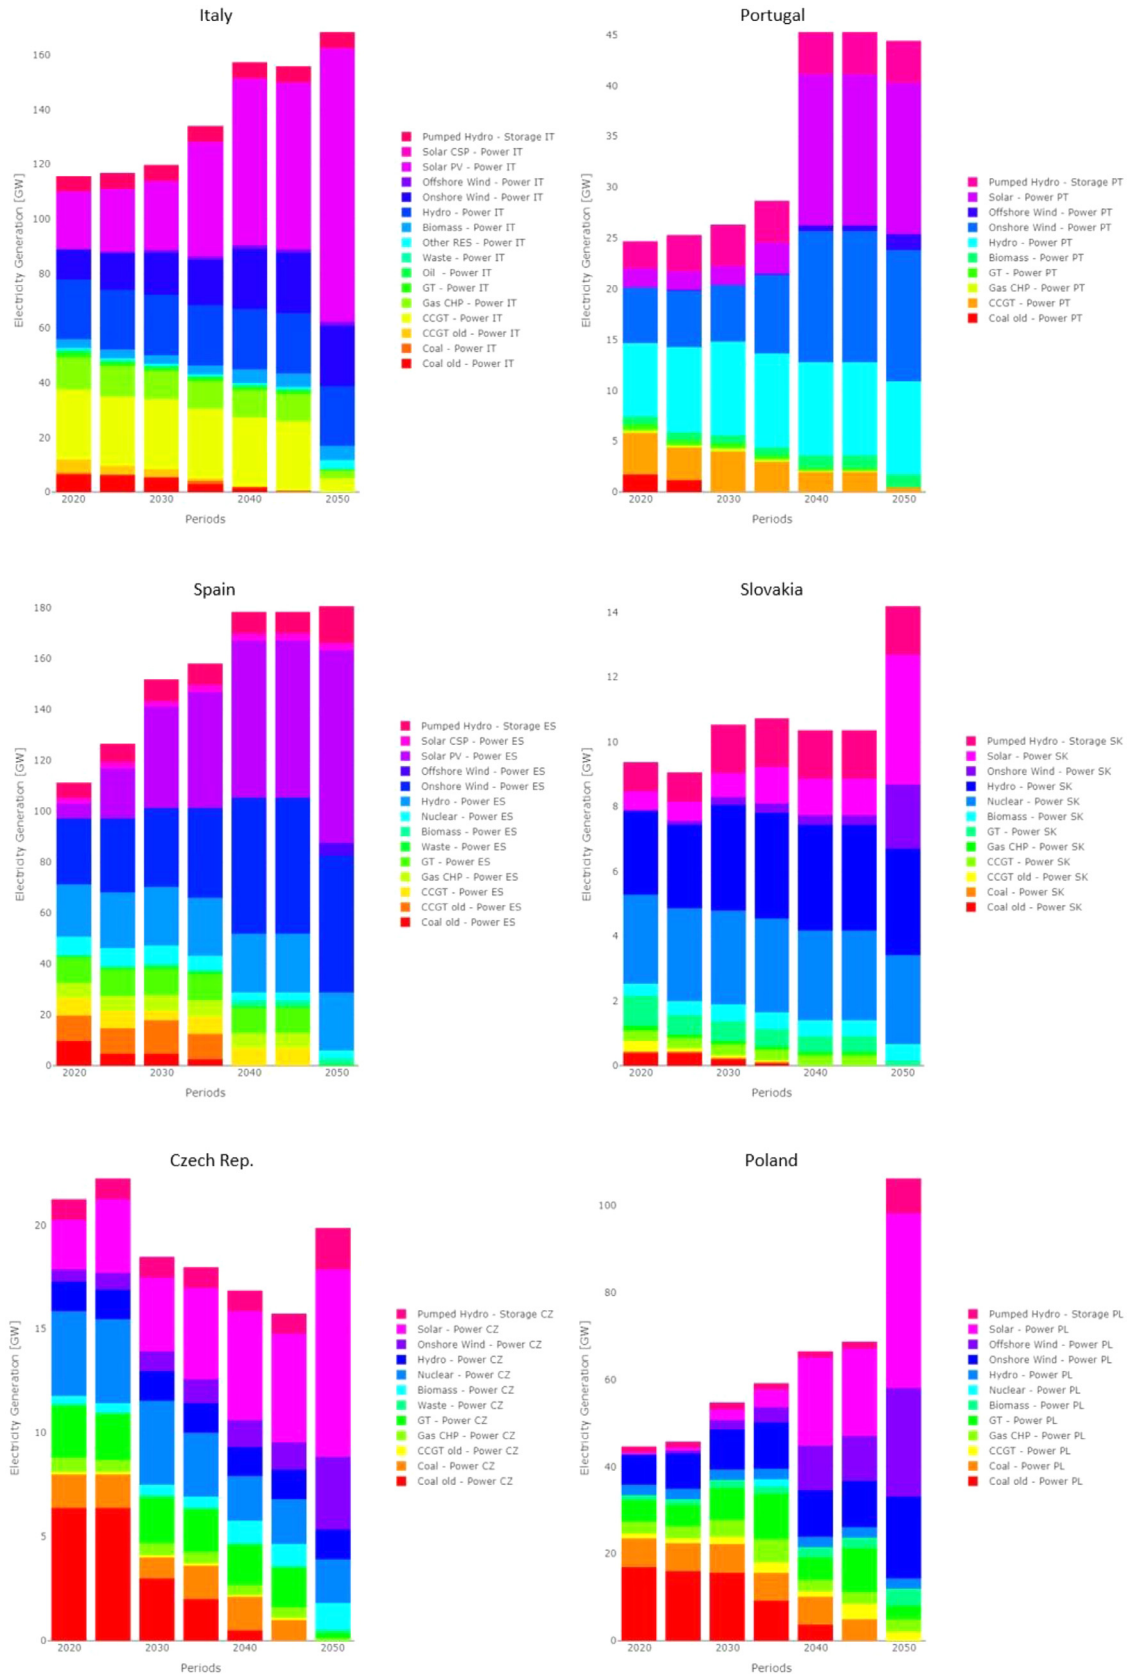 Italy
Electricity Generation [GW]
160
140
120
100
80
60
40
20
0
2020
2030
2040
2050
Periods
Pumped Hydro - Storage IT
Solar CSP - Power IT
Solar PV - Power IT
Offshore Wind - Power IT
Onshore Wind - Power IT
Hydro - Power IT
Biomass - Power IT
Other RES - Power IT
Waste - Power IT
Oil - Power IT
GT - Power IT
Gas CHP - Power IT
CCGT - Power IT
CCGT old - Power IT
Coal - Power IT
Coal old - Power IT
Portugal
Electricity Generation [GW]
45
40
35
30
25
20
15
10
5
0
2020
2030
2040
2050
Periods
Pumped Hydro - Storage PT
Solar - Power PT
Offshore Wind - Power PT
Onshore Wind - Power PT
Hydro - Power PT
Biomass - Power PT
GT - Power PT
Gas CHP - Power PT
CCGT - Power PT
Coal old - Power PT
Spain
Electricity Generation [GW]
180
160
140
120
100
80
60
40
20
0
2020
2030
2040
2050
Periods
Pumped Hydro - Storage ES
Solar CSP - Power ES
Solar PV - Power ES
Offshore Wind - Power ES
Onshore Wind - Power ES
Hydro - Power ES
Nuclear - Power ES
Biomass - Power ES
Waste - Power ES
GT - Power ES
Gas CHP - Power ES
CCGT - Power ES
CCGT old - Power ES
Coal old - Power ES
Slovakia
Electricity Generation [GW]
14
12
10
8
6
4
2
0
2020
2030
2040
2050
Periods
Pumped Hydro - Storage SK
Solar - Power SK
Onshore Wind - Power SK
Hydro - Power SK
Nuclear - Power SK
Biomass - Power SK
GT - Power SK
Gas CHP - Power SK
CCGT - Power SK
CCGT old - Power SK
Coal - Power SK
Coal old - Power SK
Czech Rep.
Electricity Generation [GW]
20
15
10
5
0
2020
2030
2040
2050
Periods
Pumped Hydro - Storage CZ
Solar - Power CZ
Onshore Wind - Power CZ
Hydro - Power CZ
Nuclear - Power CZ
Biomass - Power CZ
Waste - Power CZ
GT - Power CZ
Gas CHP - Power CZ
CCGT old - Power CZ
Coal - Power CZ
Coal old - Power CZ
Poland
Electricity Generation [GW]
100
80
60
40
20
0
2020
2030
2040
2050
Periods
Pumped Hydro - Storage PL
Solar - Power PL
Offshore Wind - Power PL
Onshore Wind - Power PL
Hydro - Power PL
Nuclear - Power PL
Biomass - Power PL
GT - Power PL
Gas CHP - Power PL
CCGT - Power PL
Coal - Power PL
Coal old - Power PL